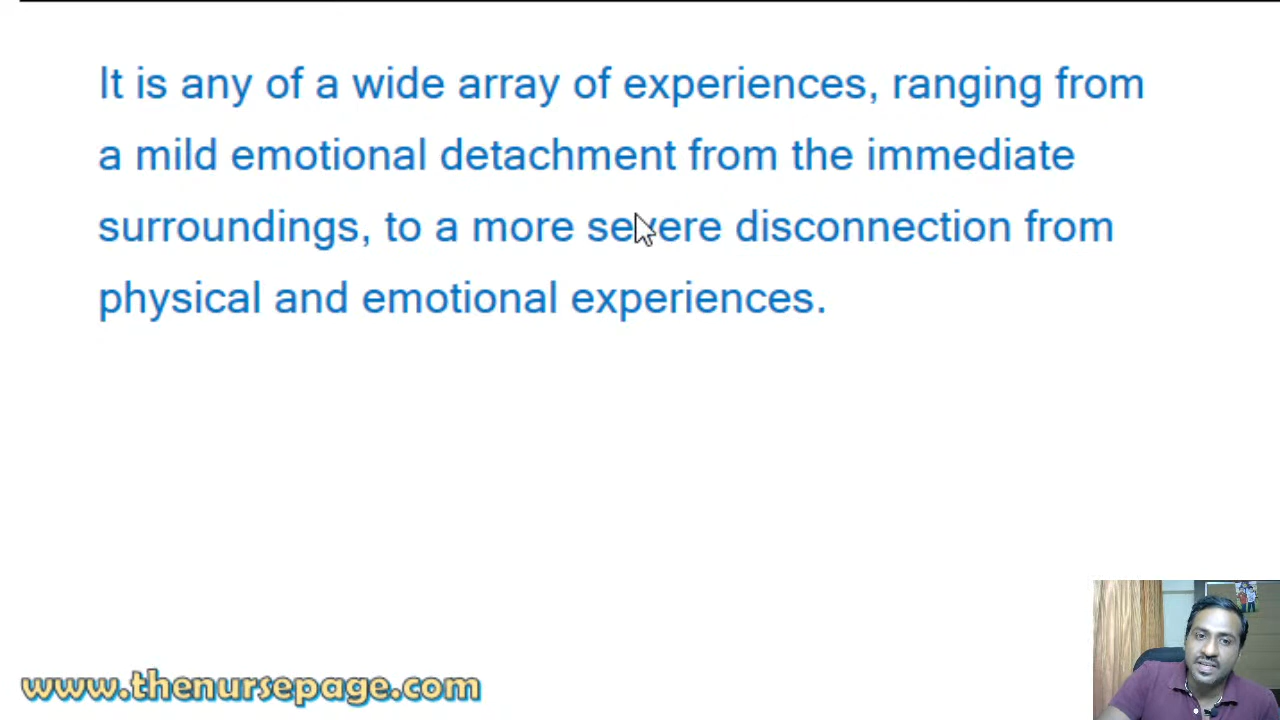 It is any of a wide array of experiences, ranging from
a mild emotional detachment from the immediate
surroundings, to a more severe disconnection from
physical and emotional experiences.
www.thenursepage.com